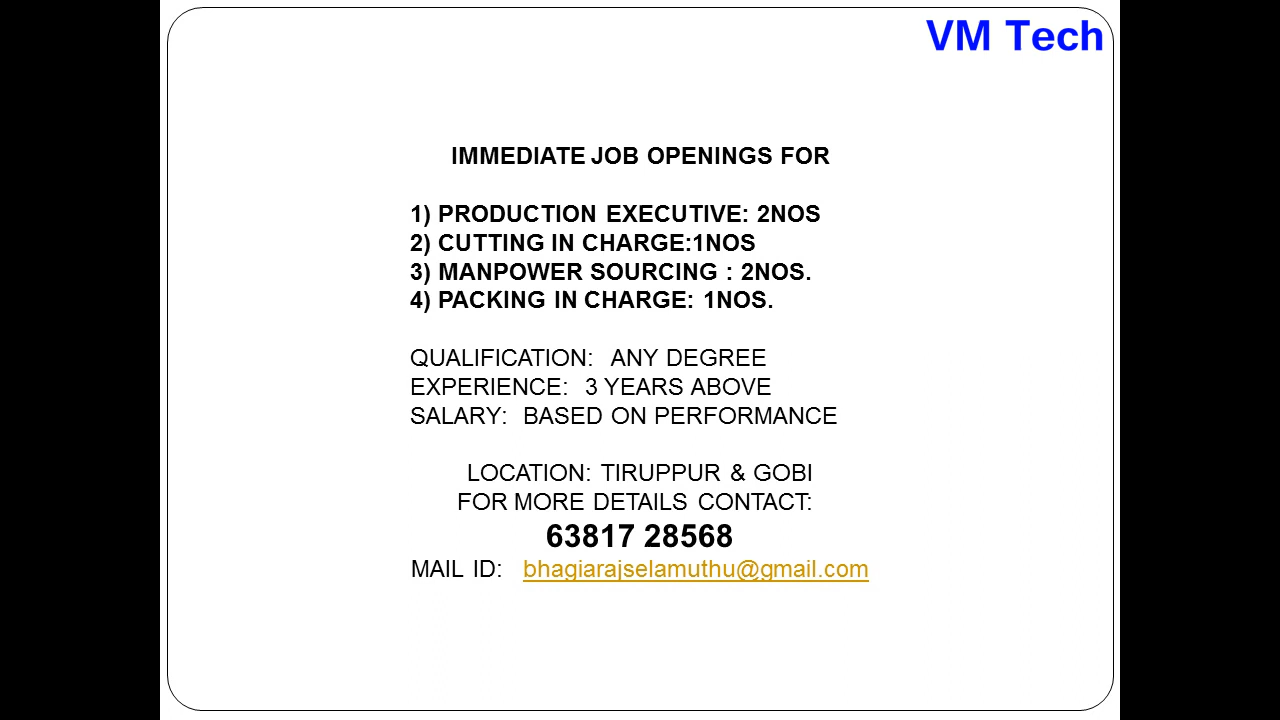 VM Tech
IMMEDIATE JOB OPENINGS FOR
1) PRODUCTION EXECUTIVE: 2NOS
2) CUTTING IN CHARGE:1NOS
3) MANPOWER SOURCING : 2NOS.
4) PACKING IN CHARGE: 1NOS.
QUALIFICATION: ANY DEGREE
EXPERIENCE: 3 YEARS ABOVE
SALARY: BASED ON PERFORMANCE
LOCATION: TIRUPPUR & GOBI
FOR MORE DETAILS CONTACT:
63817 28568
MAIL ID: bhagiarajselamuthu@gmail.com